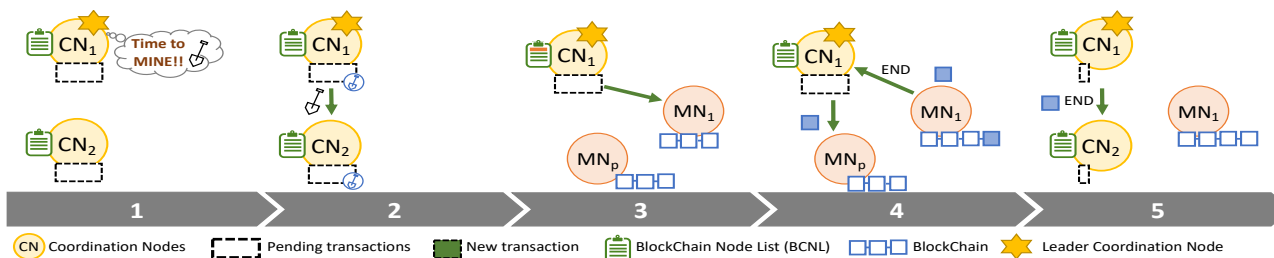 CN1
Time to
MINE!!
CN2
CN1
CN2
CN1
MN1
MNp
CN1
END
MN1
MNp
CN1
END
CN2
MN1
1
2
3
4
5
CN Coordination Nodes
Pending transactions
New transaction
BlockChain Node List (BCNL)
BlockChain
Leader Coordination Node